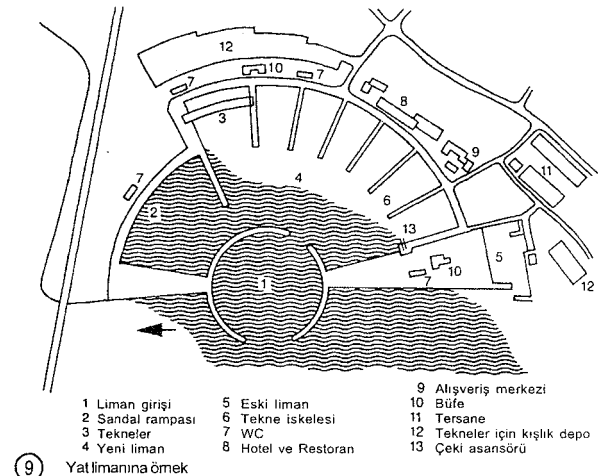 12
7
10
7
3
8
9
4
7
11
2
6
13
1
7
10
5
12
1 Liman girişi
2 Sandal rampası
3 Tekneler
4 Yeni liman
5 Eski liman
6 Tekne iskelesi
7 WC
8 Hotel ve Restoran
9 Alışveriş merkezi
10 Büfe
11 Tersane
12 Tekneler için kışlık depo
13 Çeki asansörü
9 Yat limanına örnek